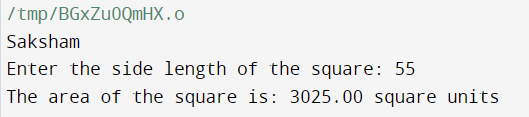 /tmp/BGxZuOQmHX.o
Saksham
Enter the side length of the square: 55
The area of the square is: 3025.00 square units